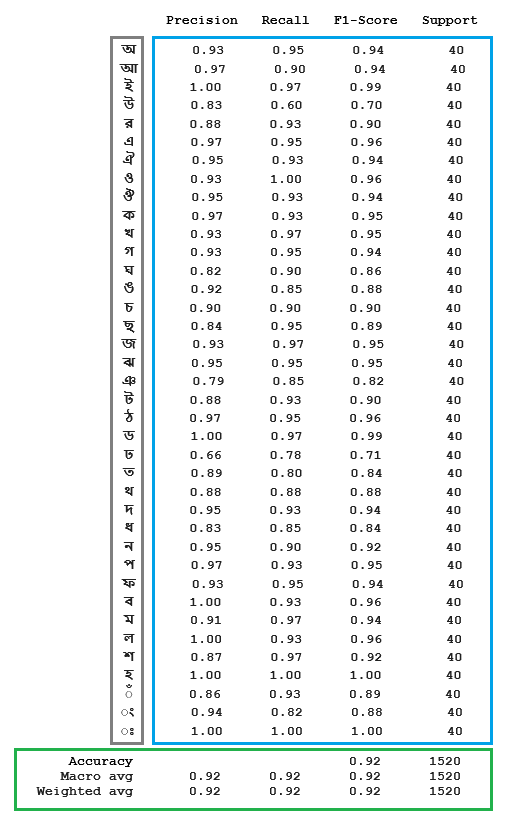 Precision Recall F1-Score Support
অ 0.93 0.95 0.94 40
আ 0.97 0.90 0.94 40
ই 1.00 0.97 0.99 40
উ 0.83 0.60 0.70 40
র 0.88 0.93 0.90 40
এ 0.97 0.95 0.96 40
ঐ 0.95 0.93 0.94 40
ও 0.93 1.00 0.96 40
ঔ 0.95 0.93 0.94 40
ক 0.97 0.93 0.95 40
খ 0.93 0.97 0.95 40
গ 0.93 0.95 0.94 40
ঘ 0.82 0.90 0.86 40
ঙ 0.92 0.85 0.88 40
চ 0.90 0.90 0.90 40
ছ 0.84 0.95 0.89 40
জ 0.93 0.97 0.95 40
ঝ 0.95 0.95 0.95 40
ঞ 0.79 0.85 0.82 40
ট 0.88 0.93 0.90 40
ঠ 0.97 0.95 0.96 40
ড 1.00 0.97 0.99 40
ঢ 0.66 0.78 0.71 40
ত 0.89 0.80 0.84 40
থ 0.88 0.88 0.88 40
দ 0.95 0.93 0.94 40
ধ 0.83 0.85 0.84 40
ন 0.95 0.90 0.92 40
প 0.97 0.93 0.95 40
ফ 0.93 0.95 0.94 40
ব 1.00 0.93 0.96 40
ম 0.91 0.97 0.94 40
ল 1.00 0.93 0.96 40
শ 0.87 0.97 0.92 40
হ 1.00 1.00 1.00 40
ঁ 0.86 0.93 0.89 40
ং 0.94 0.82 0.88 40
ঃ 1.00 1.00 1.00 40
Accuracy 0.92 1520
Macro avg 0.92 0.92 0.92 1520
Weighted avg 0.92 0.92 0.92 1520